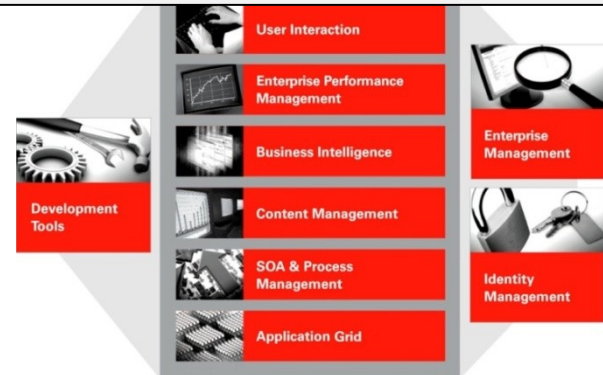 User Interaction
Enterprise Performance
Management
Business Intelligence
Content Management
SOA & Process
Management
Application Grid
Development
Tools
Enterprise
Management
Identity
Management